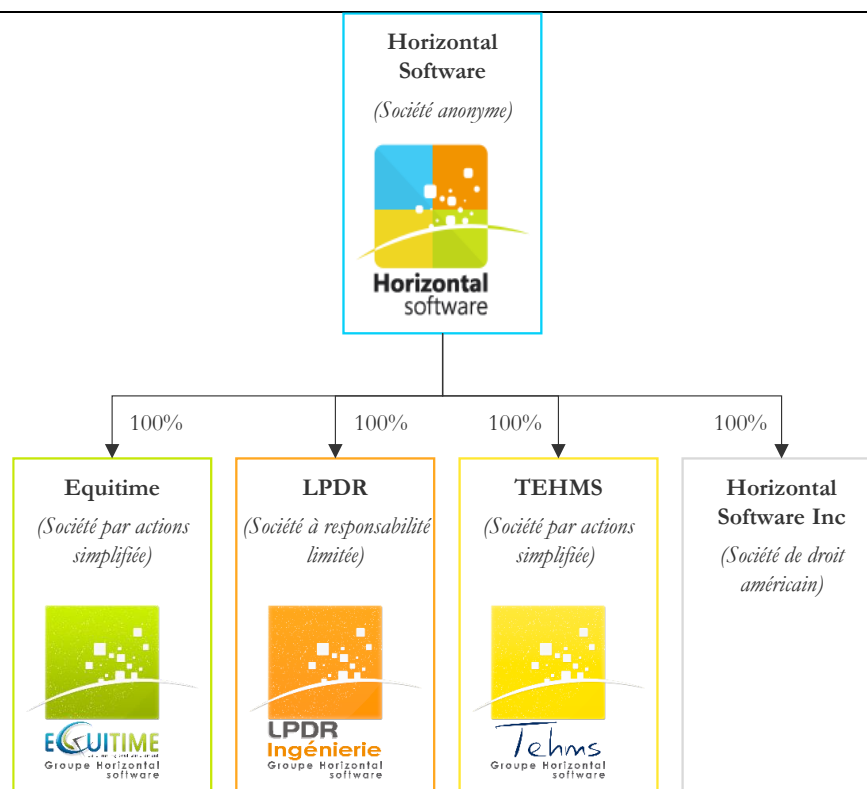 Horizontal
Software
(Société anonyme)
Horizontal
software
100%
100%
100%
100%
Equitime
(Société par actions
simplifiée)
EQUITIME
Groupe Horizontal
software
LPDR
(Société à responsabilité
limitée)
LPDR
Ingénierie
Groupe Horizontal
software
TEHMS
(Société par actions
simplifiée)
Tehms
Groupe Horizontal
software
Horizontal
Software Inc
(Société de droit
américain)